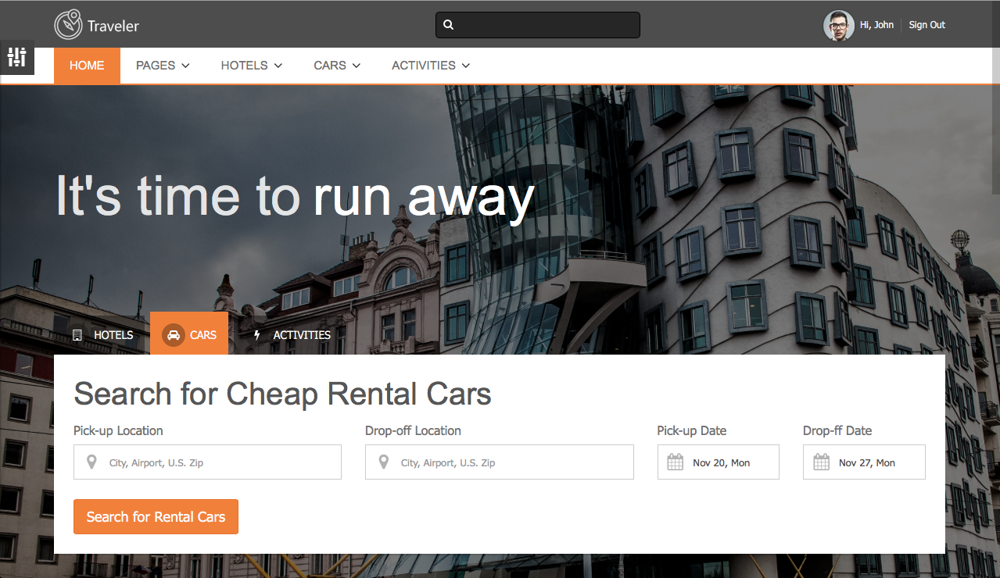 Traveler
Hi, John
Sign Out
HOME
PAGES
HOTELS
CARS
ACTIVITIES
It's time to run away
HOTELS
CARS
ACTIVITIES
Search for Cheap Rental Cars
Pick-up Location
Drop-off Location
Pick-up Date
Drop-ff Date
City, Airport, U.S. Zip
City, Airport, U.S. Zip
Nov 20, Mon
Nov 27, Mon
Search for Rental Cars